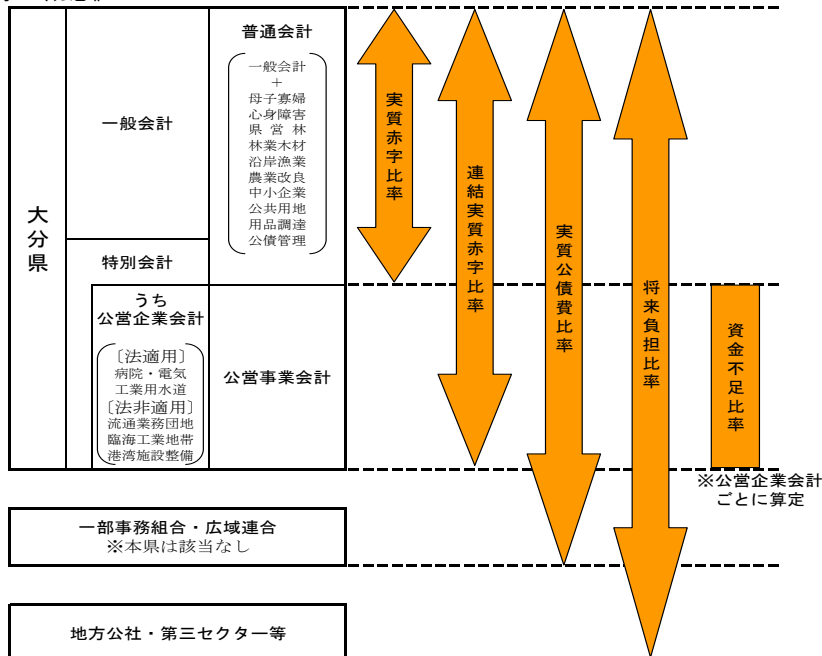 大分県
一般会計
特別会計
うち
公営企業会計
〔法適用〕
病院・電気
工業用水道
〔法非適用〕
流通業務団地
臨海工業地帯
港湾施設整備
普通会計
一般会計
+
母子寡婦
心身障害
県営林
林業木材
沿岸漁業
農業改良
中小企業
公共用地
用品調達
公債管理
公営事業会計
実質赤字比率
連結実質赤字比率
実質公債費比率
将来負担比率
資金不足比率
※公営企業会計
ごとに算定
一部事務組合・広域連合
※本県は該当なし
地方公社・第三セクター等